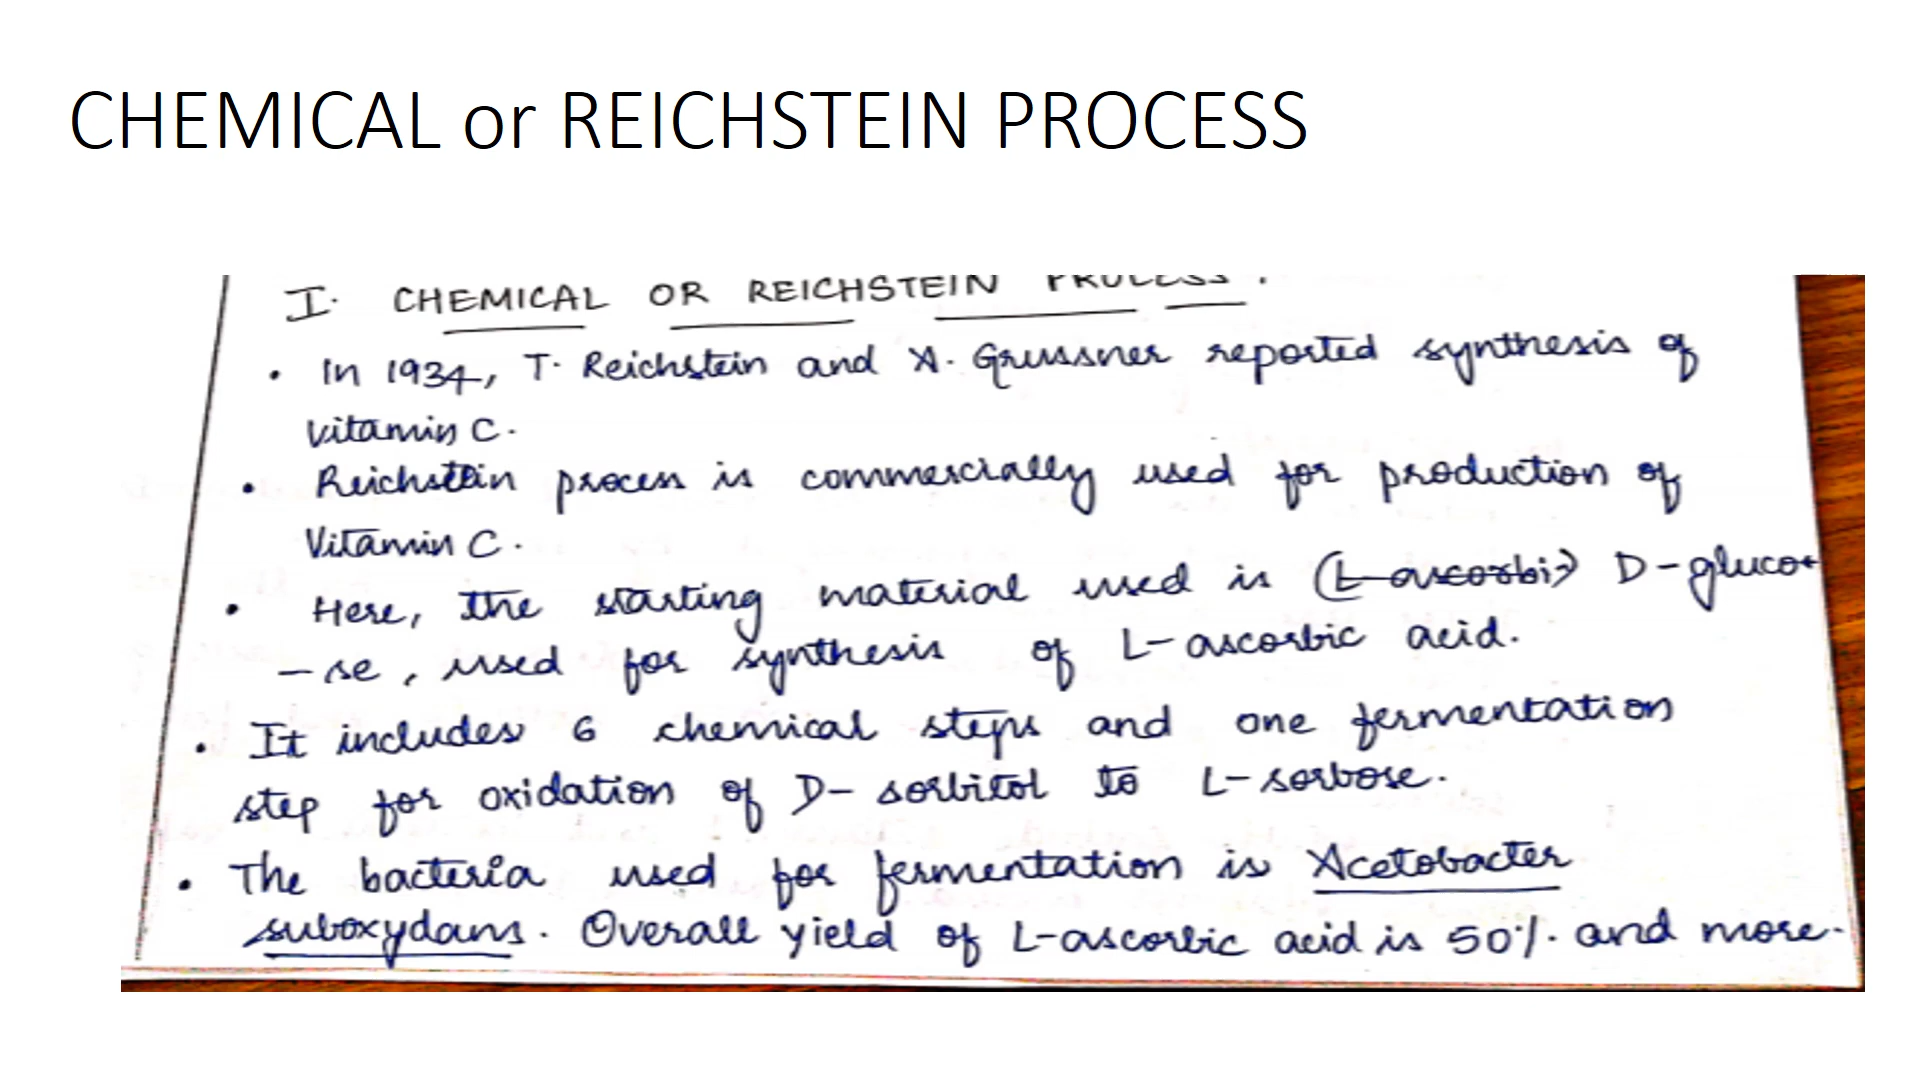 CHEMICAL or REICHSTEIN PROCESS
I. CHEMICAL OR REICHSTEIN PROCESS.
• In 1934, T. Reichstein and A. Grussner reported synthesis of
Vitamin C.
• Reichstein process is commercially used for production of
Vitamin C.
• Here, the starting material used is (L-ascorbi) D-gluco
-se, used for synthesis of L-ascorbic acid.
• It includes 6 chemical steps and one fermentation
step for oxidation of D-sorbitol to L-sorbose.
• The bacteria used for fermentation is Acetobacter
suboxydans. Overall yield of L-ascorbic acid is 50%. and more.